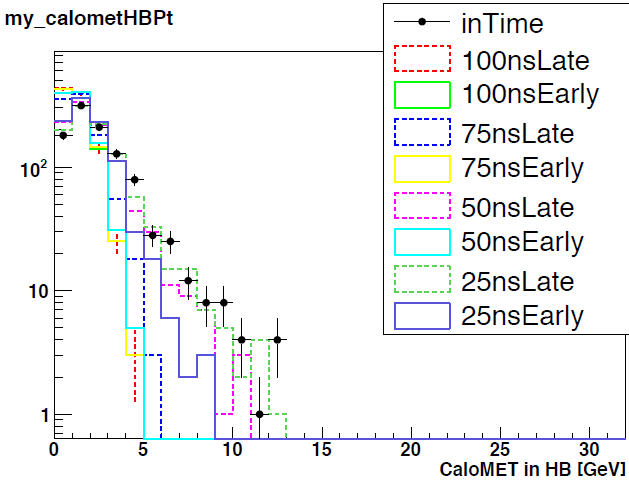 my_calometHBPt
inTime
100nsLate
100nsEarly
75nsLate
75nsEarly
50nsLate
50nsEarly
25nsLate
25nsEarly
10²
10
1
0 5 10 15 20 25 30
CaloMET in HB [GeV]